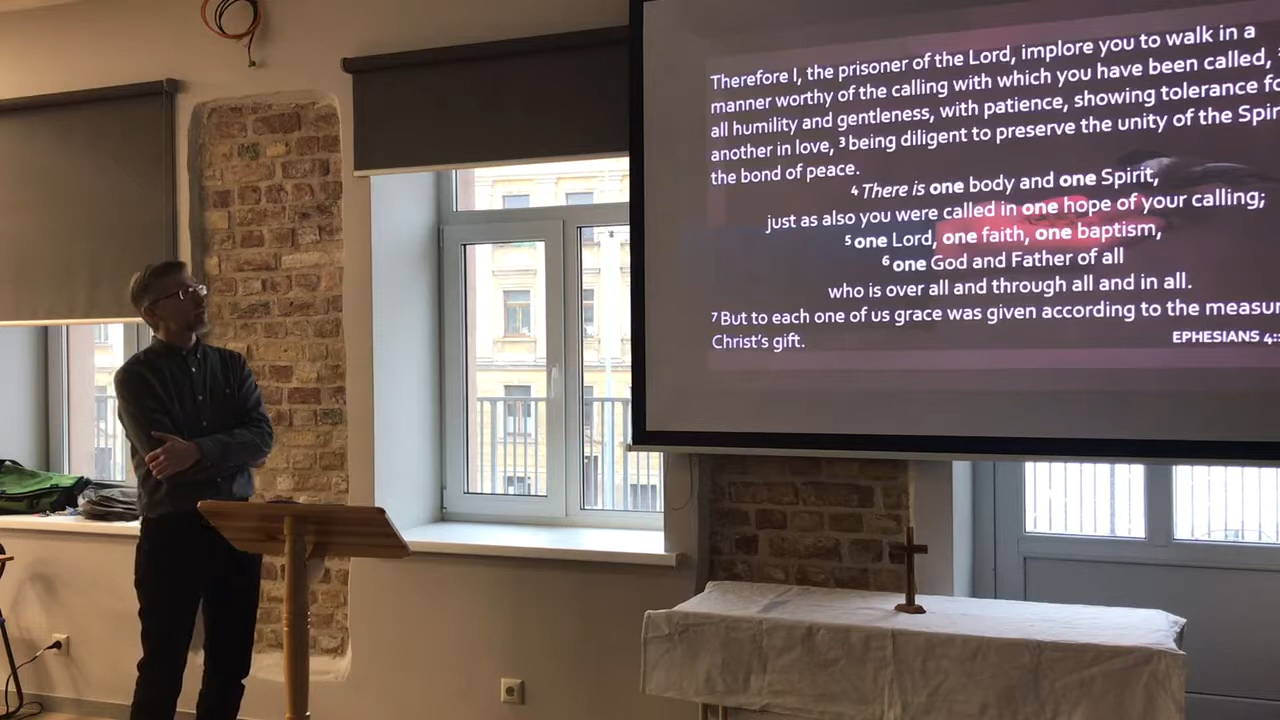 Therefore I, the prisoner of the Lord, implore you to walk in a
manner worthy of the calling with which you have been called,
all humility and gentleness, with patience, showing tolerance
another in love, 3 being diligent to preserve the unity of the
the bond of peace.
4 There is one body and one Spirit,
just as also you were called in one hope of your calling;
5 one Lord, one faith, one baptism,
6 one God and Father of all
who is over all and through all and in all.
7 But to each one of us grace was given according to the
Christ's gift.
EPHESIANS 4: